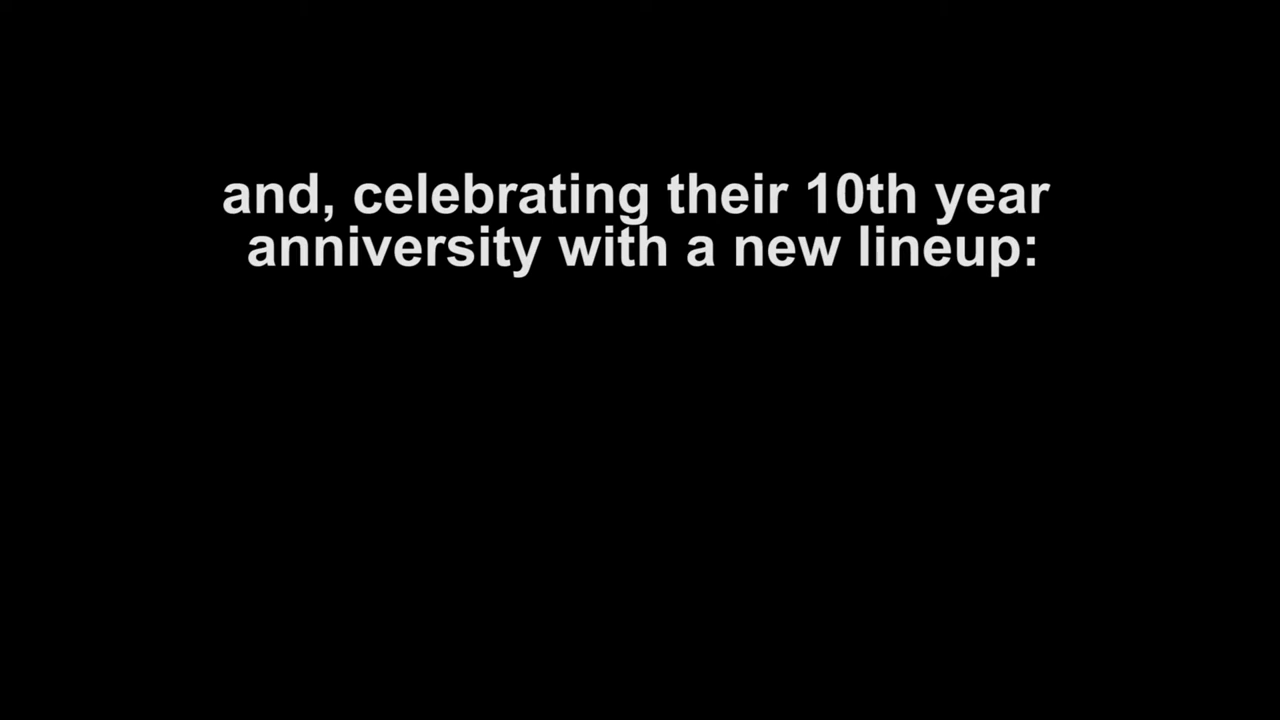 and, celebrating their 10th year
anniversity with a new lineup: